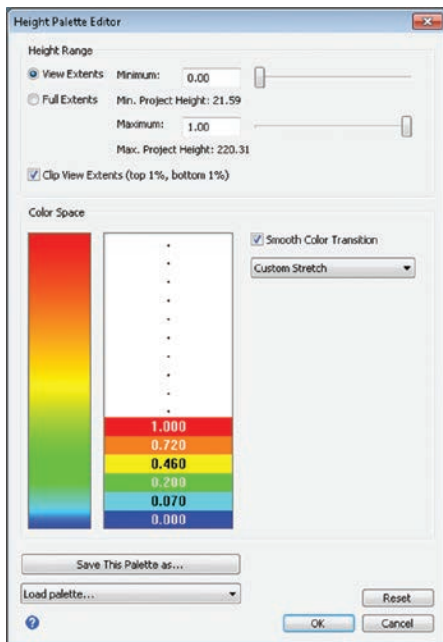 Height Palette Editor
Height Range
View Extents Minimum: 0.00
Full Extents Min. Project Height: 21.59
Maximum: 1.00
Max. Project Height: 220.31
Clip View Extents (top 1%, bottom 1%)
Color Space
Smooth Color Transition
Custom Stretch
1.000
0.720
0.460
0.200
0.070
0.000
Save This Palette as...
Load palette...
Reset
OK Cancel